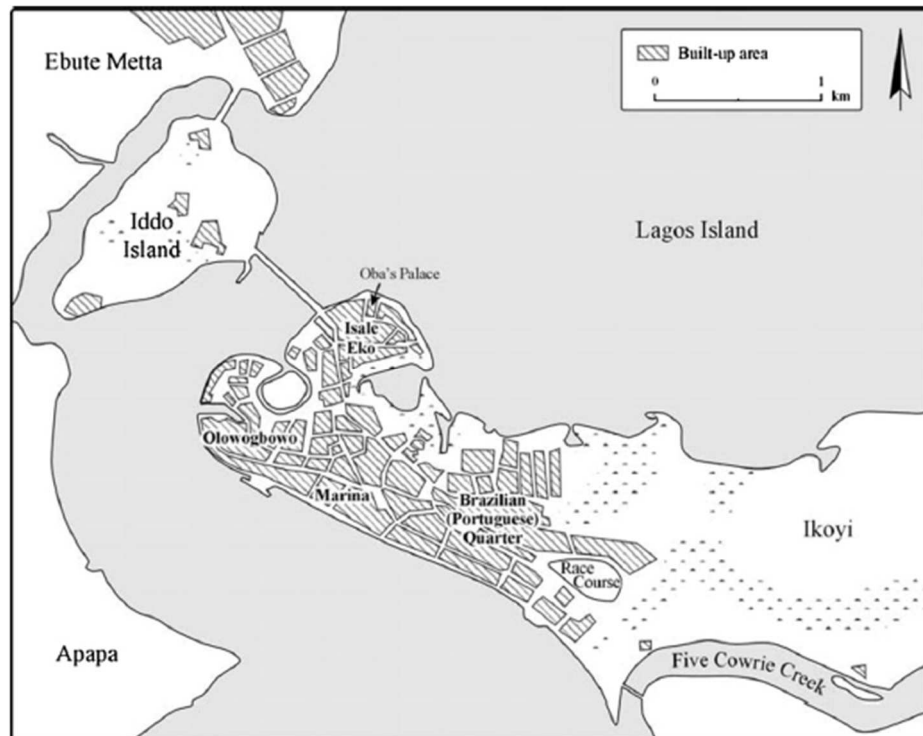 Ebute Metta
Built-up area
0 1
km
Iddo
Island
Lagos Island
Oba's Palace
Isale
Eko
Olowogbowo
Marina
Brazilian
(Portuguese)
Quarter
Ikoyi
Race
Course
Apapa
Five Cowrie Creek